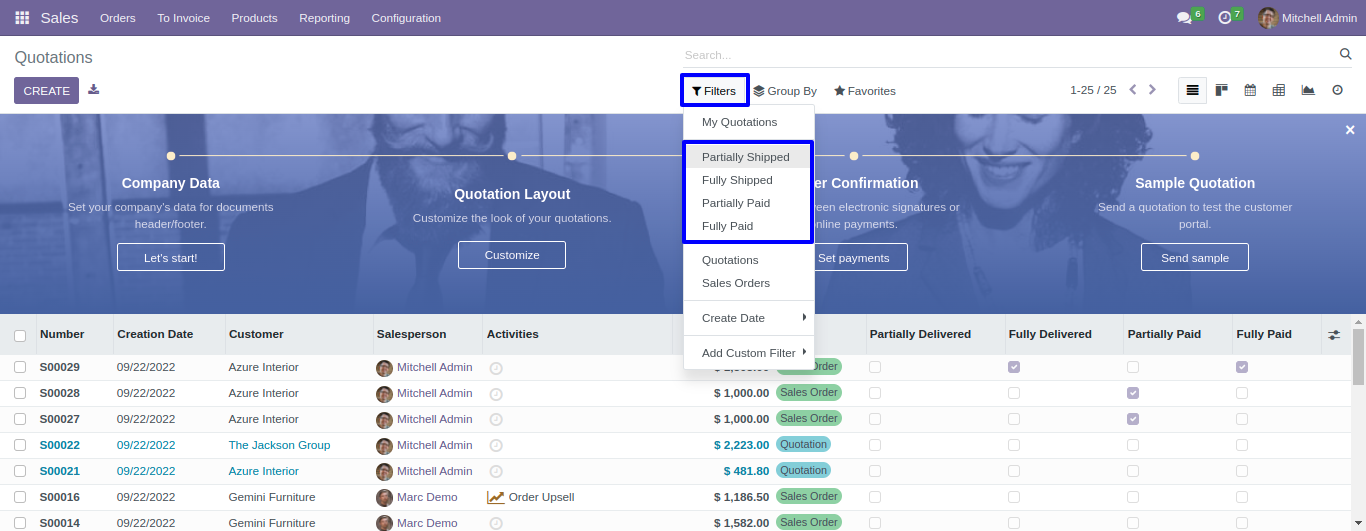 Sales Orders To Invoice Products Reporting Configuration 6 7 Mitchell Admin
Quotations
Search...
CREATE
Filters Group By Favorites
1-25 / 25
My Quotations
Partially Shipped
Fully Shipped
Partially Paid
Fully Paid
Quotations
Sales Orders
Create Date
Add Custom Filter
Company Data
Set your company's data for documents
header/footer.
Let's start!
Quotation Layout
Customize the look of your quotations.
Customize
Confirmation
electronic signatures or
payments.
Set payments
Sample Quotation
Send a quotation to test the customer
portal.
Send sample
Number Creation Date Customer Salesperson Activities Partially Delivered Fully Delivered Partially Paid Fully Paid
S00029 09/22/2022 Azure Interior Mitchell Admin Order
S00028 09/22/2022 Azure Interior Mitchell Admin $ 1,000.00 Sales Order
S00027 09/22/2022 Azure Interior Mitchell Admin $ 1,000.00 Sales Order
S00022 09/22/2022 The Jackson Group Mitchell Admin $ 2,223.00 Quotation
S00021 09/22/2022 Azure Interior Mitchell Admin $ 481.80 Quotation
S00016 09/22/2022 Gemini Furniture Marc Demo Order Upsell $ 1,186.50 Sales Order
S00014 09/22/2022 Gemini Furniture Marc Demo $ 1,582.00 Sales Order